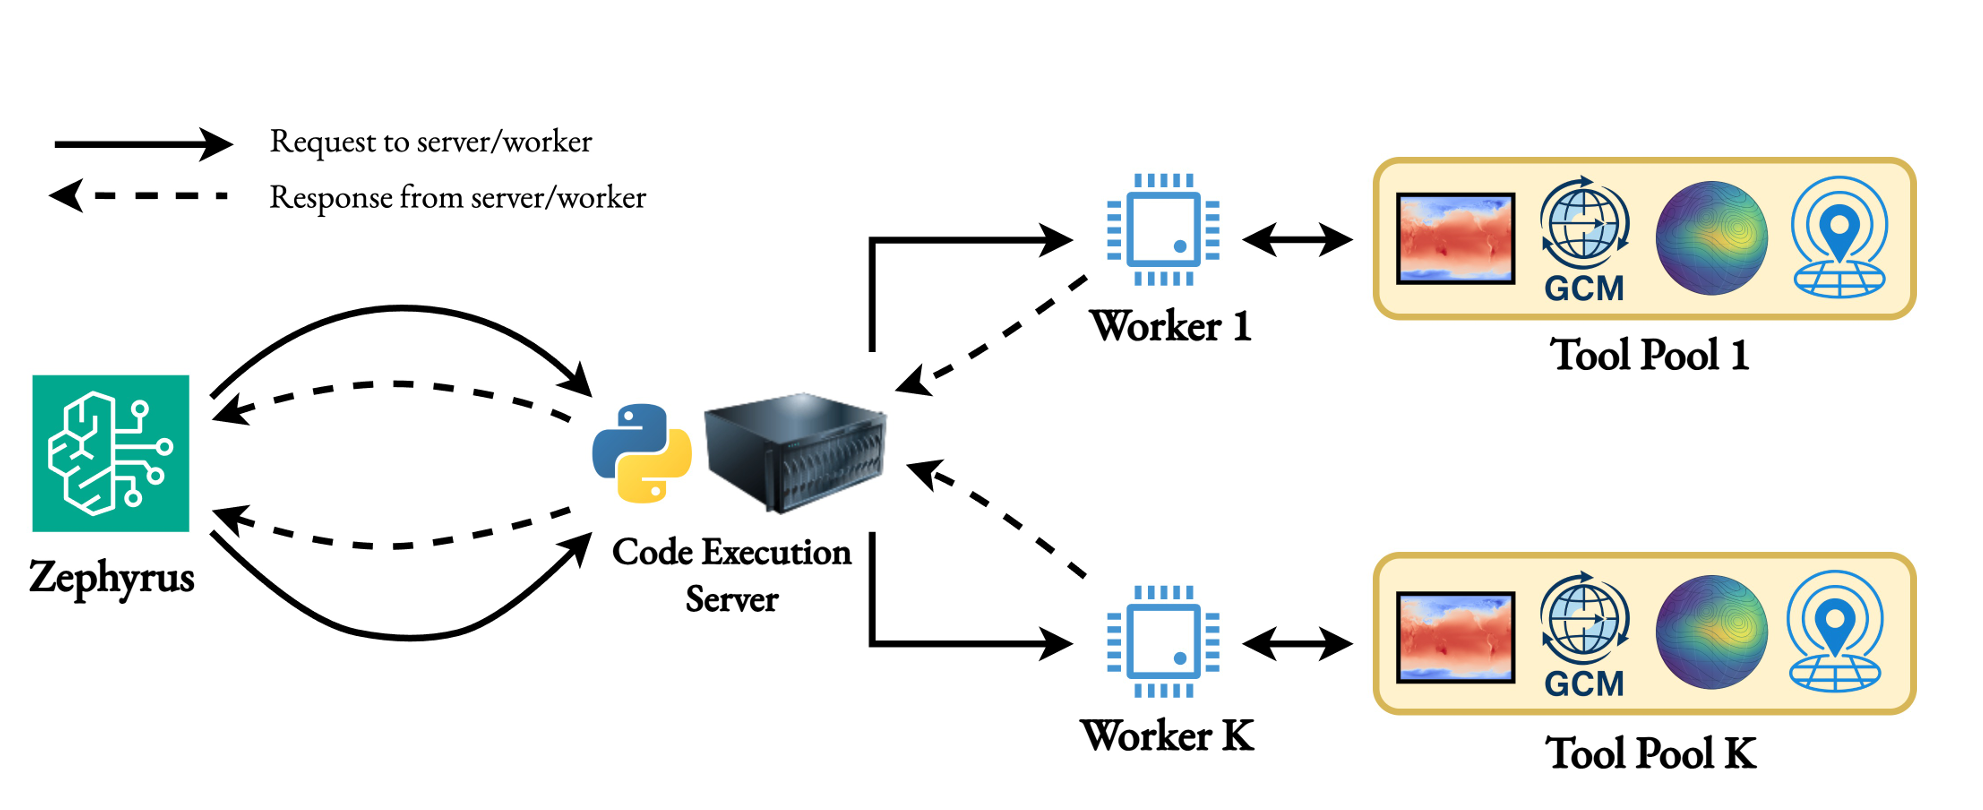 Request to server/worker
Response from server/worker
Zephyrus
Code Execution
Server
Worker 1
GCM
Tool Pool 1
Worker K
GCM
Tool Pool K